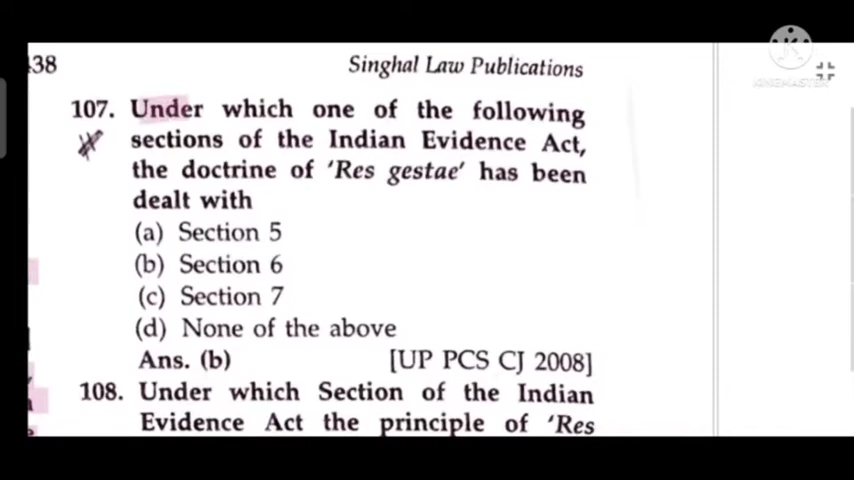 438
Singhal Law Publications
KINEMASTER
107. Under which one of the following
sections of the Indian Evidence Act,
the doctrine of 'Res gestae' has been
dealt with
(a) Section 5
(b) Section 6
(c) Section 7
(d) None of the above
Ans. (b) [UP PCS CJ 2008]
108. Under which Section of the Indian
Evidence Act the principle of 'Res